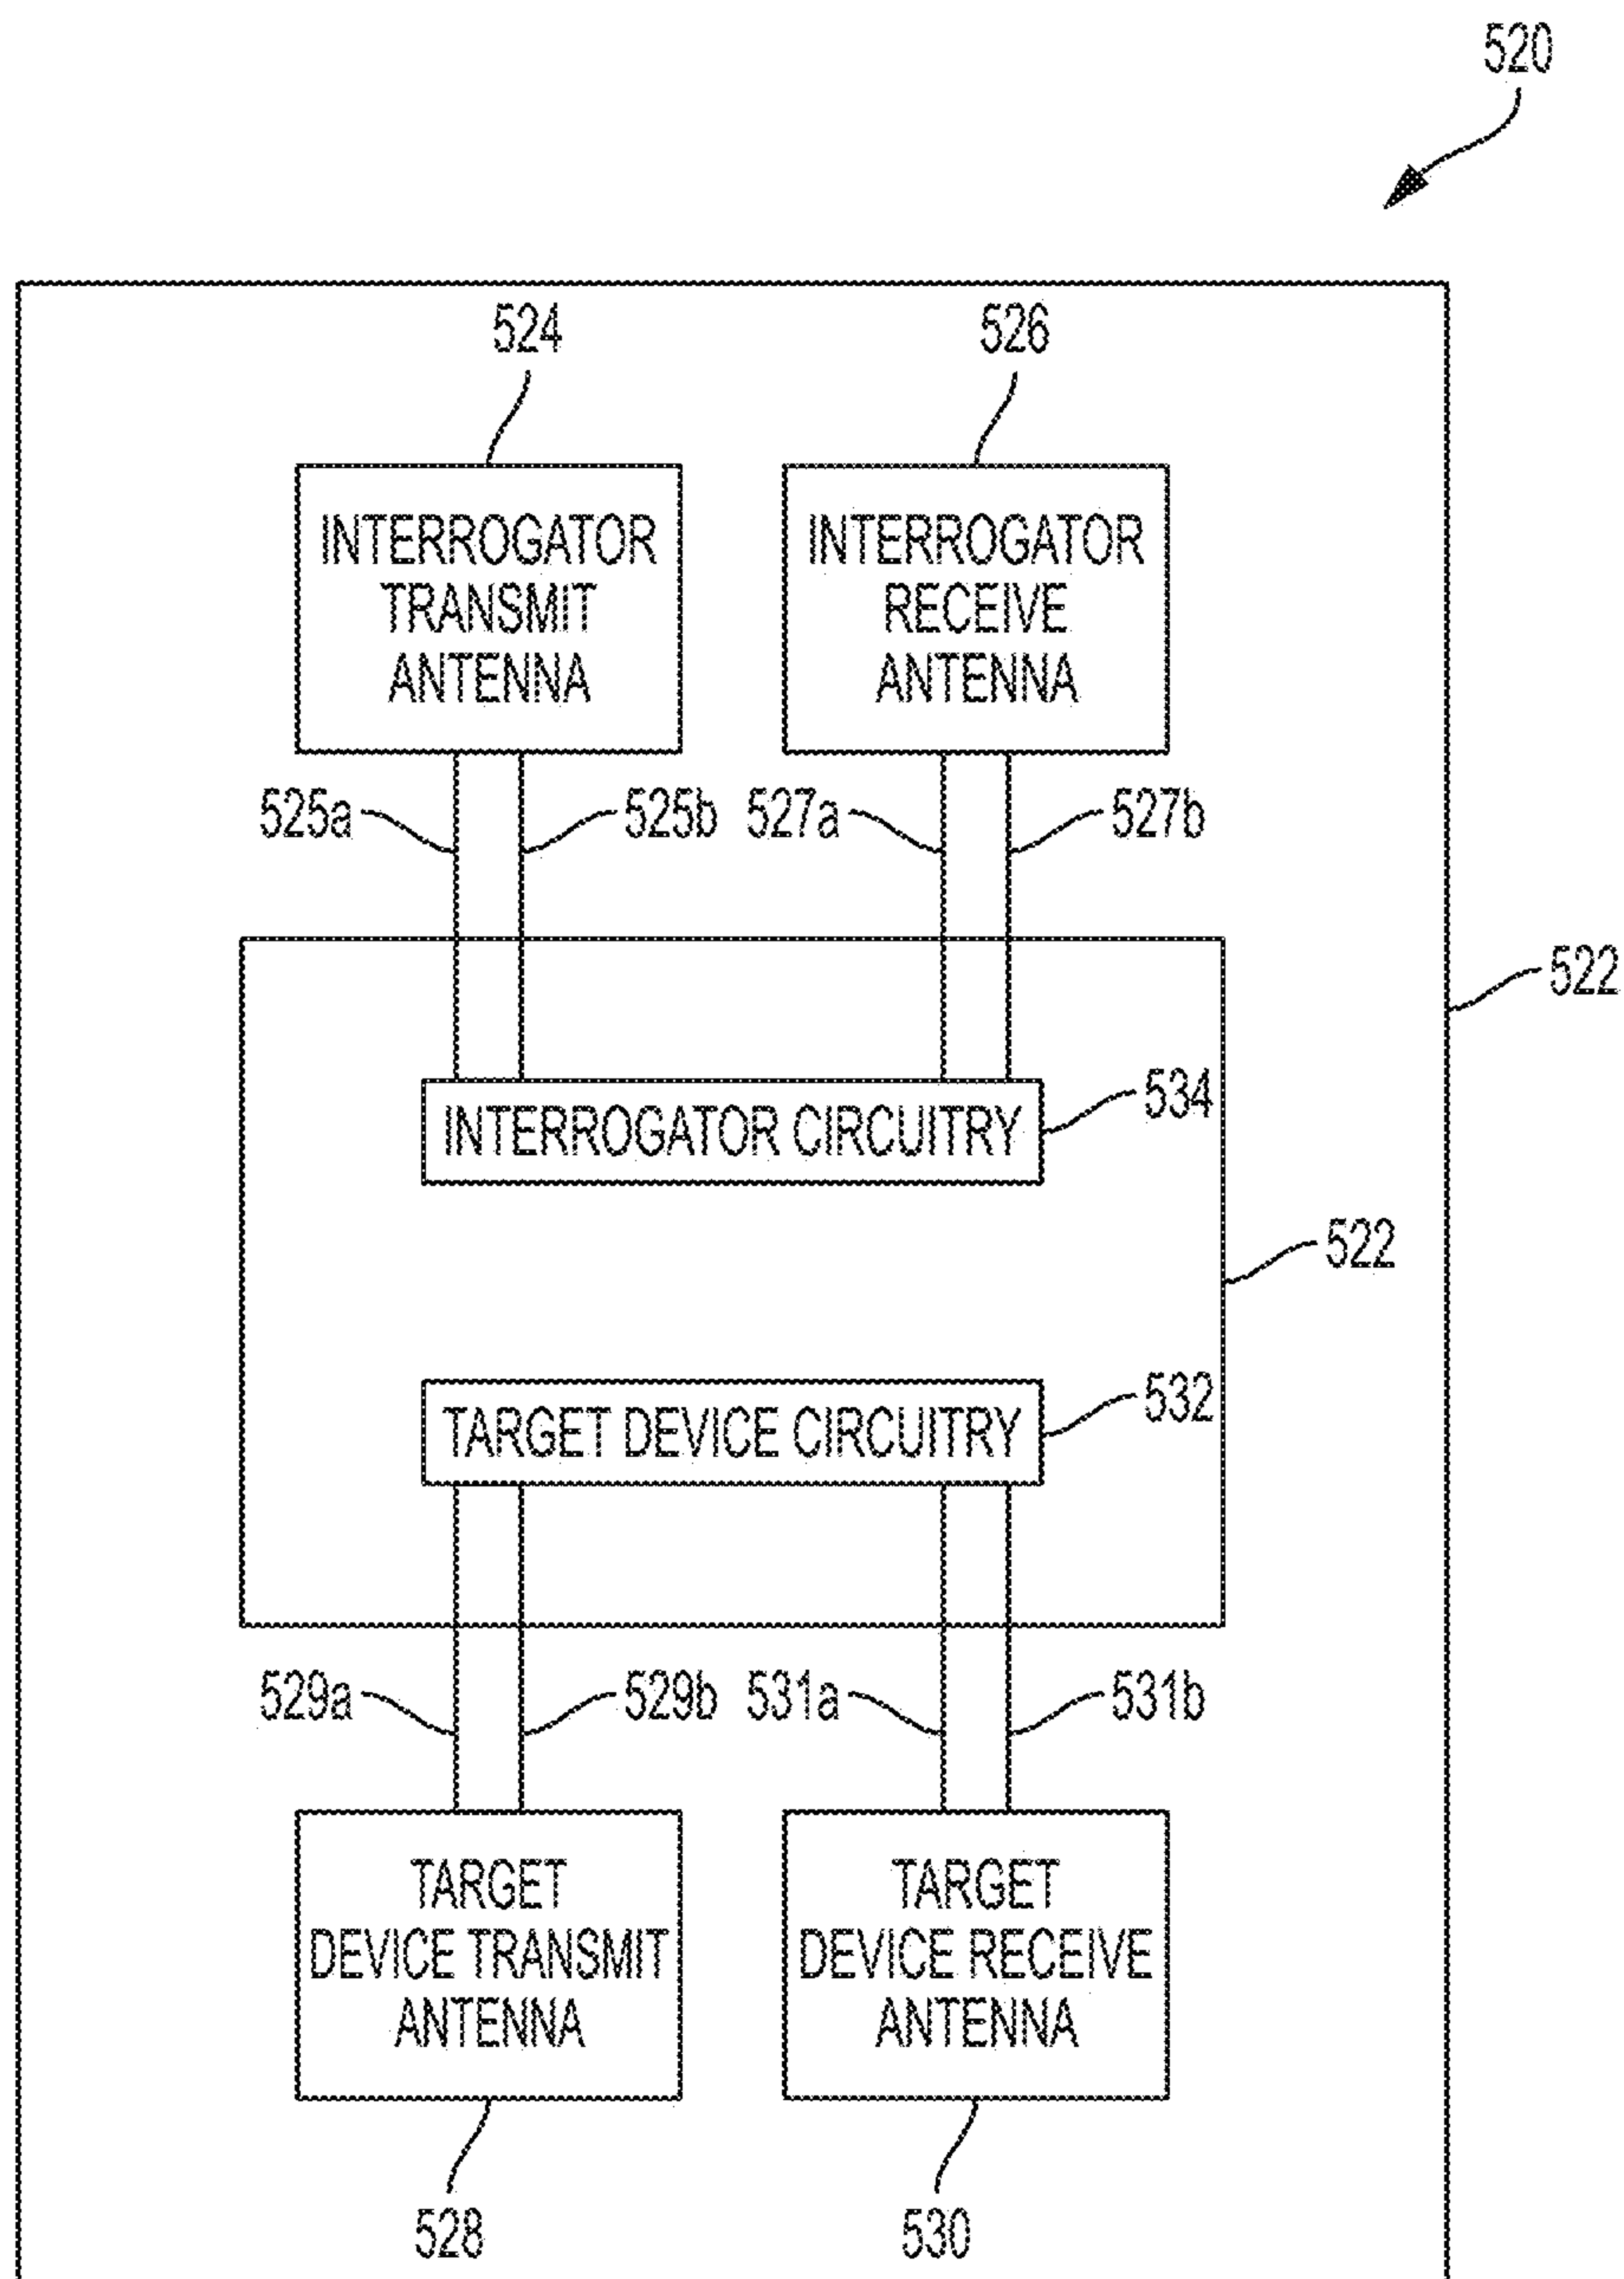 520
524
526
INTERROGATOR
TRANSMIT
ANTENNA
INTERROGATOR
RECEIVE
ANTENNA
525a
525b
527a
527b
522
534
INTERROGATOR CIRCUITRY
522
532
TARGET DEVICE CIRCUITRY
529a
529b
531a
531b
TARGET
DEVICE TRANSMIT
ANTENNA
TARGET
DEVICE RECEIVE
ANTENNA
528
530